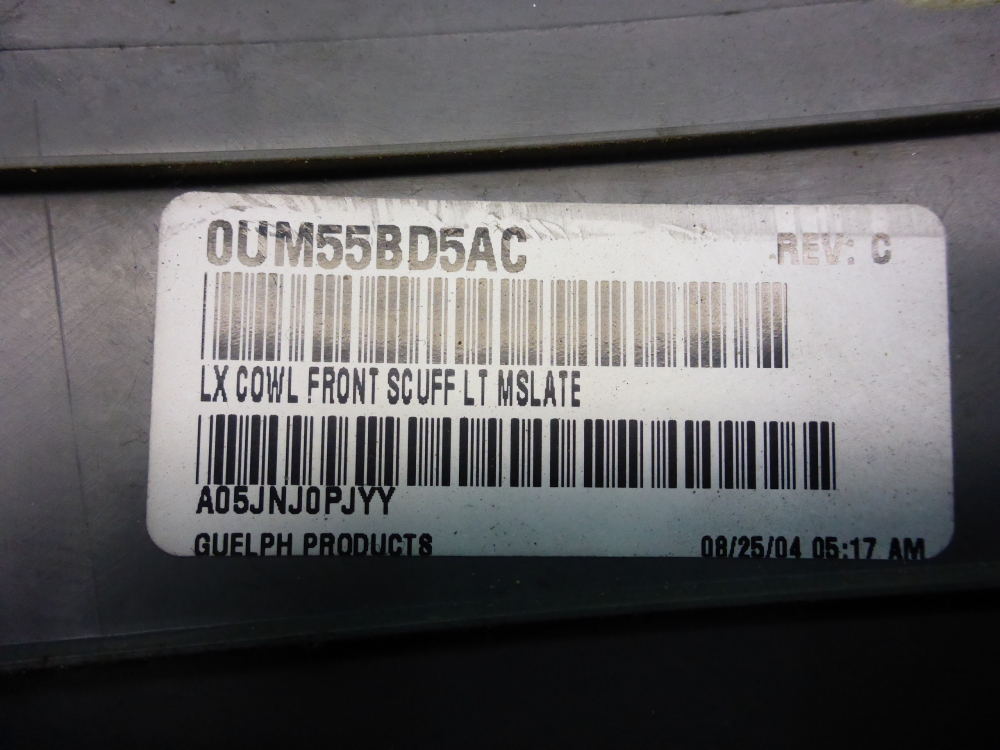 0UM55BD5AC REV: C
LX COWL FRONT SCUFF LT MSLATE
A05JNJ0PJYY
GUELPH PRODUCTS 08/25/04 05:17 AM